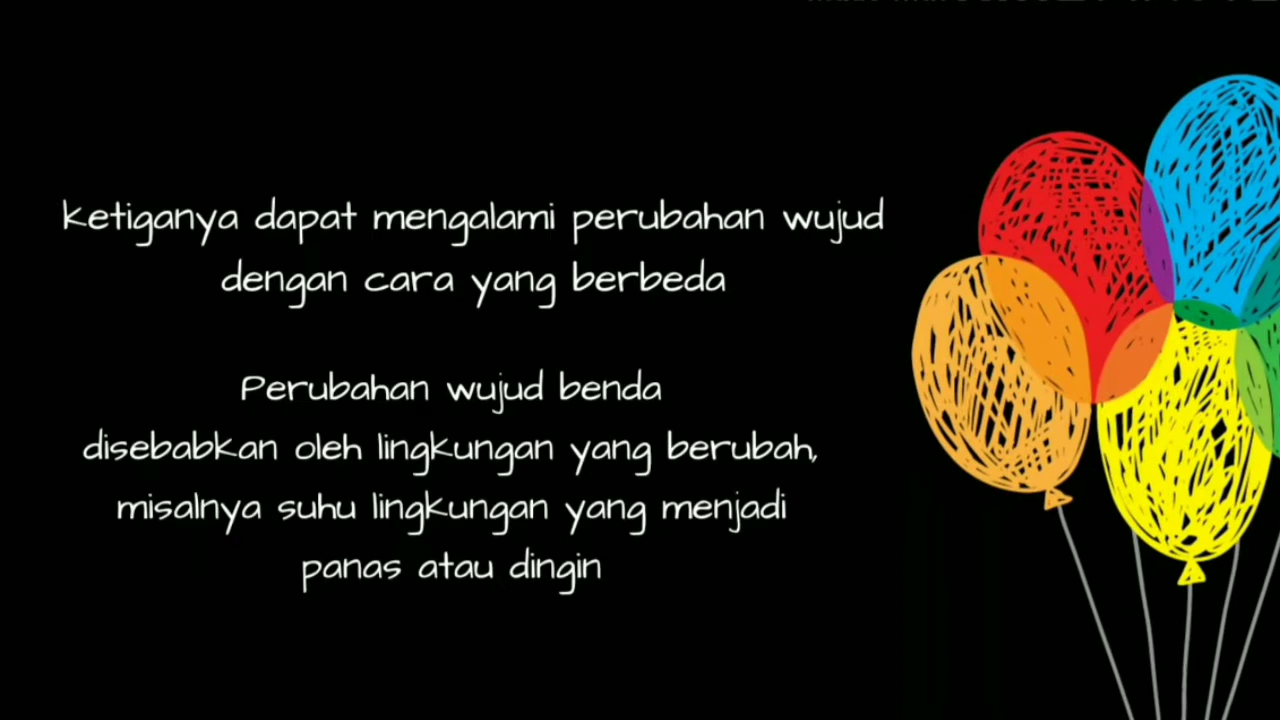 ketiganya dapat mengalami perubahan wujud
dengan cara yang berbeda
Perubahan wujud benda
disebabkan oleh lingkungan yang berubah,
misalnya suhu lingkungan yang menjadi
panas atau dingin